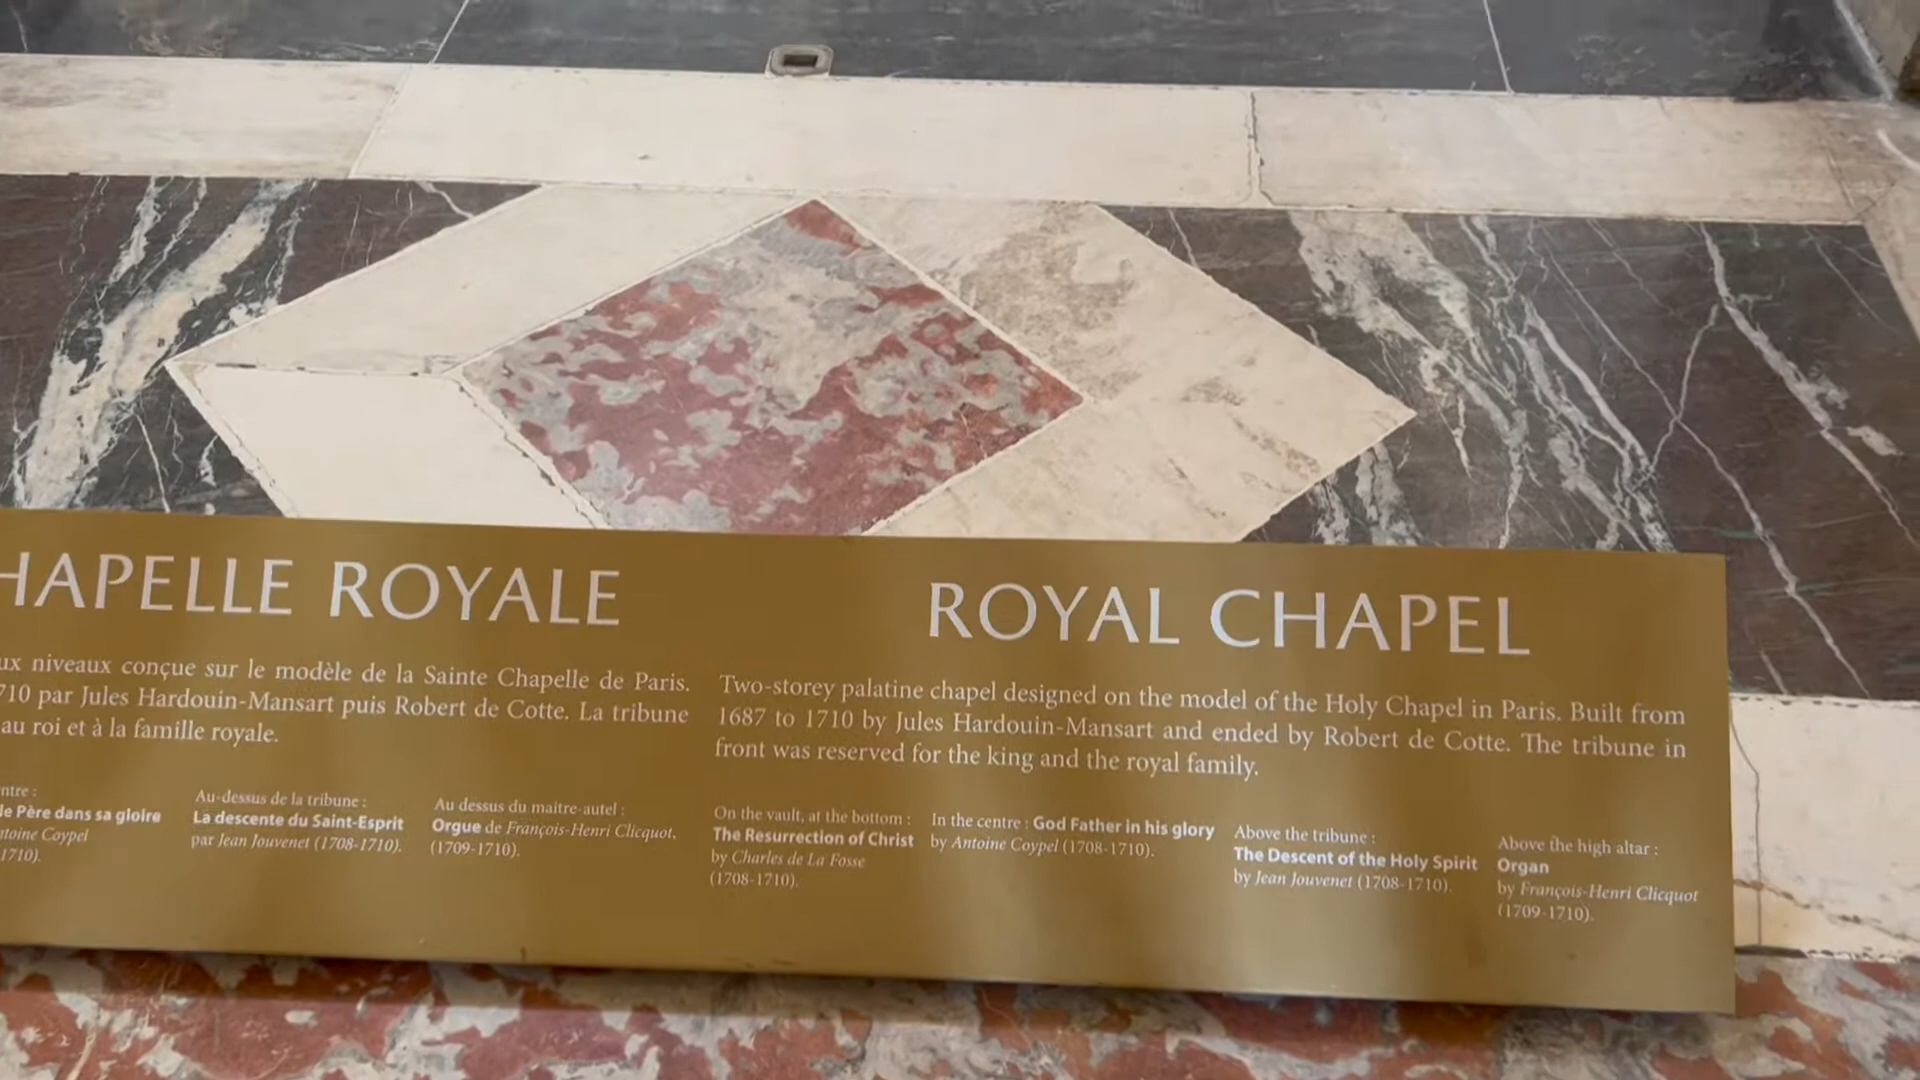 HAPELLE ROYALE
ux niveaux conçue sur le modèle de la Sainte Chapelle de Paris.
710 par Jules Hardouin-Mansart puis Robert de Cotte. La tribune
au roi et à la famille royale.
ntre :
le Père dans sa gloire
ntoine Coypel
1710).
Au-dessus de la tribune :
La descente du Saint-Esprit
par Jean Jouvenet (1708-1710).
Au dessus du maitre-autel :
Orgue de François-Henri Clicquot,
(1709-1710).
ROYAL CHAPEL
Two-storey palatine chapel designed on the model of the Holy Chapel in Paris. Built from
1687 to 1710 by Jules Hardouin-Mansart and ended by Robert de Cotte. The tribune in
front was reserved for the king and the royal family.
On the vault, at the bottom :
The Resurrection of Christ
by Charles de La Fosse
(1708-1710).
In the centre : God Father in his glory
by Antoine Coypel (1708-1710).
Above the tribune :
The Descent of the Holy Spirit
by Jean Jouvenet (1708-1710).
Above the high altar :
Organ
by François-Henri Clicquot
(1709-1710).